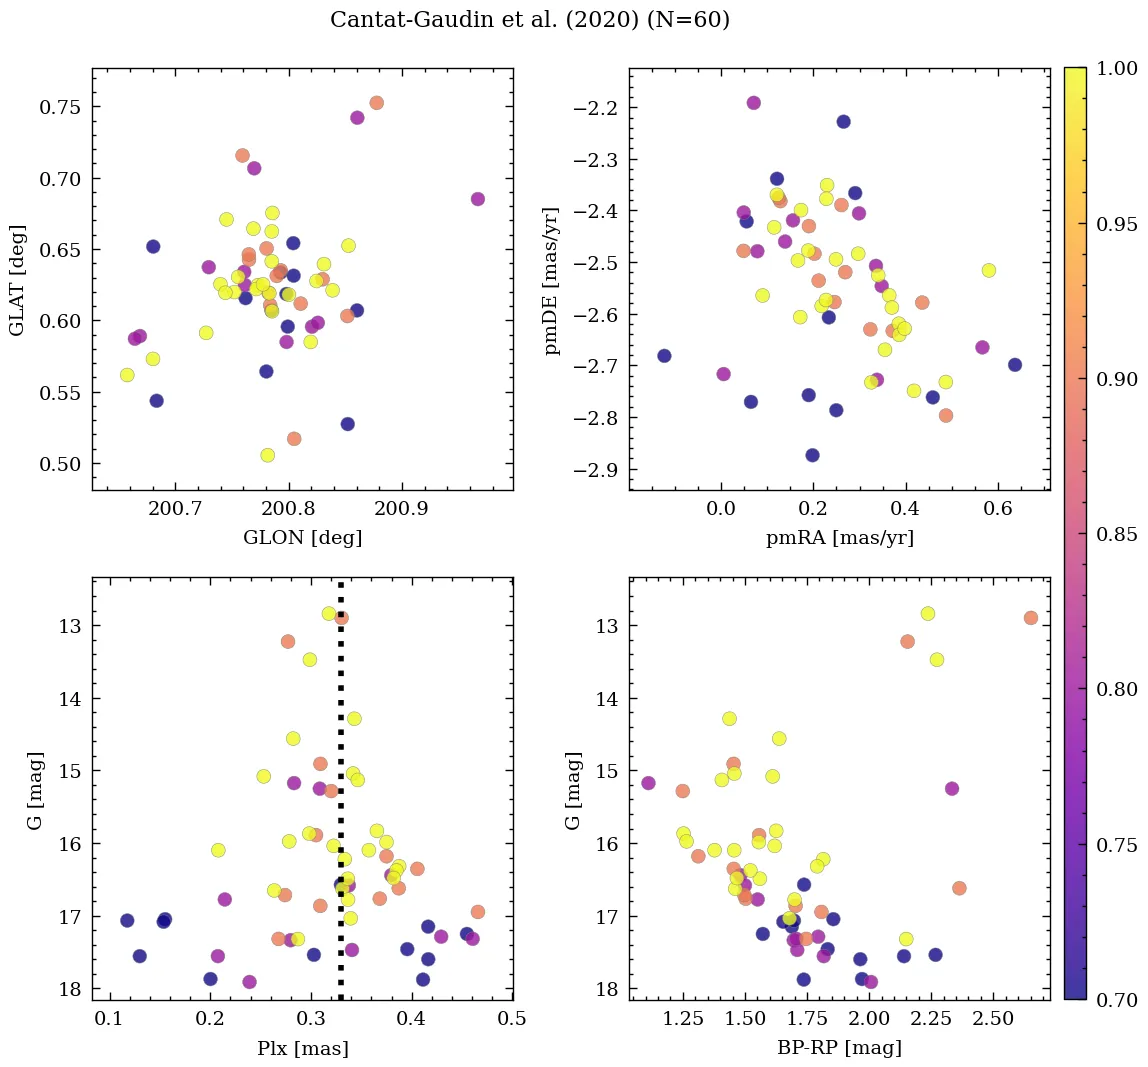 Cantat-Gaudin et al. (2020) (N=60)
0.75
0.70
0.65
0.60
0.55
0.50
GLAT [deg]
200.7 200.8 200.9
GLON [deg]
−2.2
−2.3
−2.4
−2.5
−2.6
−2.7
−2.8
−2.9
pmDE [mas/yr]
0.0 0.2 0.4 0.6
pmRA [mas/yr]
13
14
15
16
17
18
G [mag]
0.1 0.2 0.3 0.4 0.5
Plx [mas]
13
14
15
16
17
18
G [mag]
1.25 1.50 1.75 2.00 2.25 2.50
BP-RP [mag]
1.00
0.95
0.90
0.85
0.80
0.75
0.70